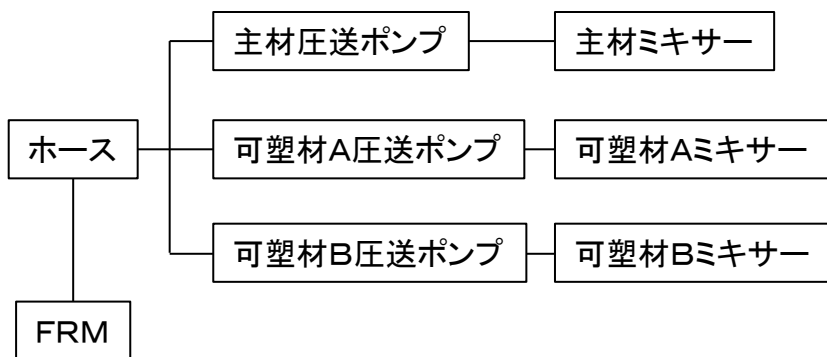 主材圧送ポンプ
主材ミキサー
ホース
可塑材A圧送ポンプ
可塑材Aミキサー
可塑材B圧送ポンプ
可塑材Bミキサー
FRM